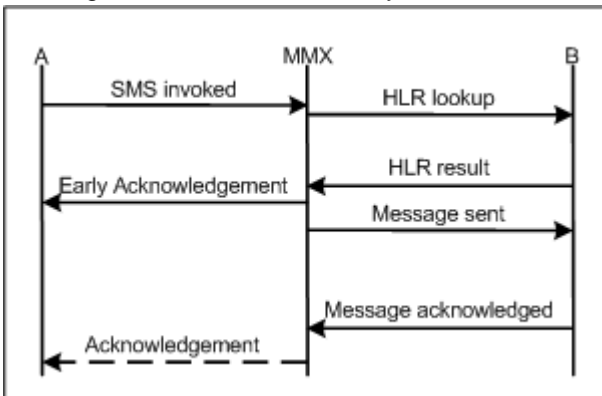 A
MMX
B
SMS invoked
HLR lookup
HLR result
Early Acknowledgement
Message sent
Message acknowledged
Acknowledgement